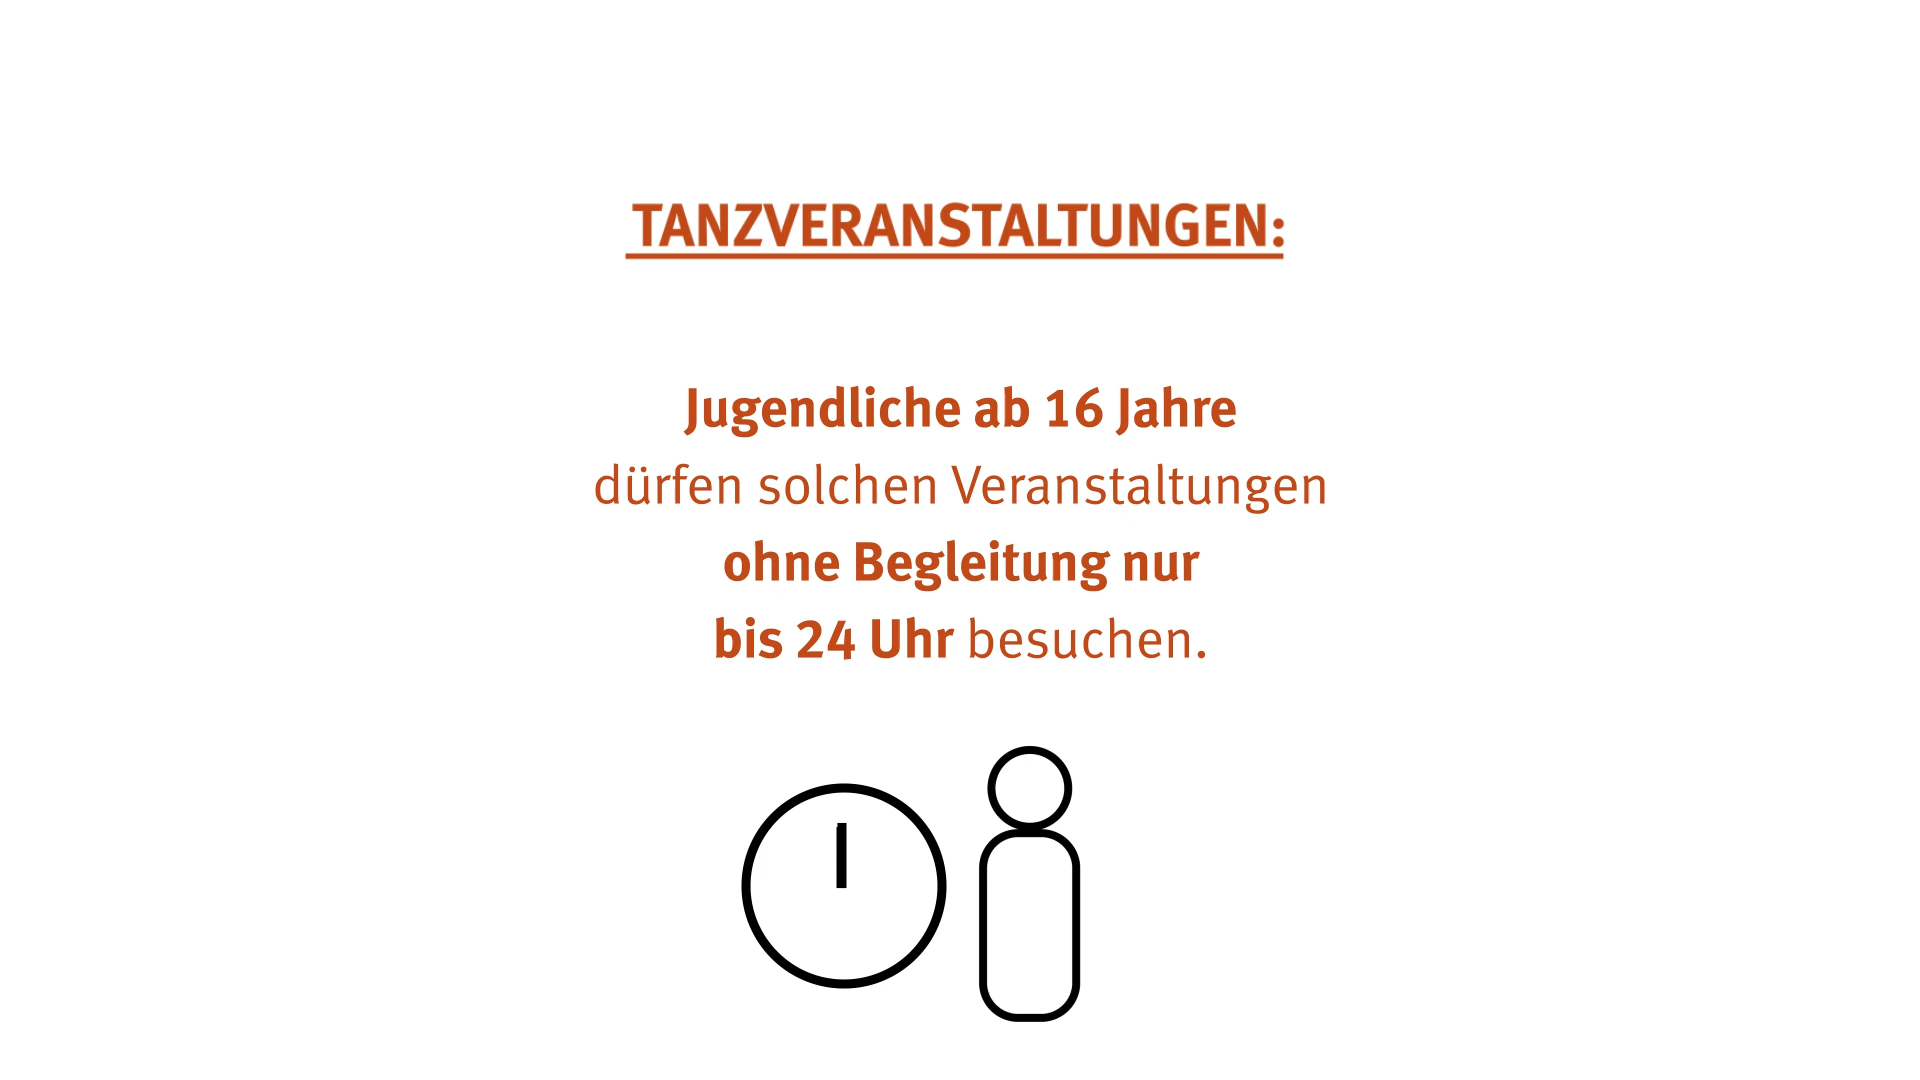 TANZVERANSTALTUNGEN:
Jugendliche ab 16 Jahre
dürfen solchen Veranstaltungen
ohne Begleitung nur
bis 24 Uhr besuchen.